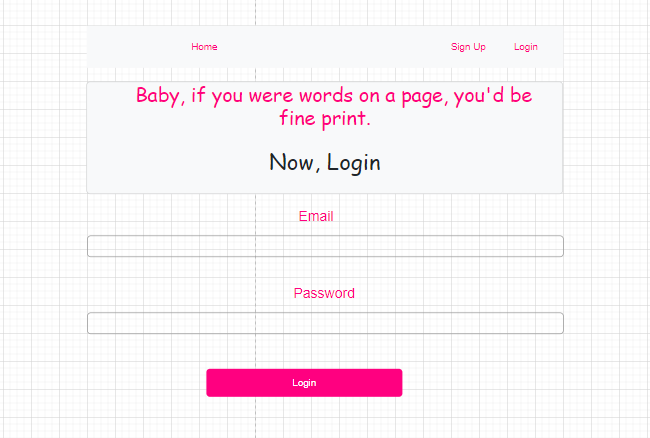 Home Sign Up Login
Baby, if you were words on a page, you'd be
fine print.
Now, Login
Email
Password
Login